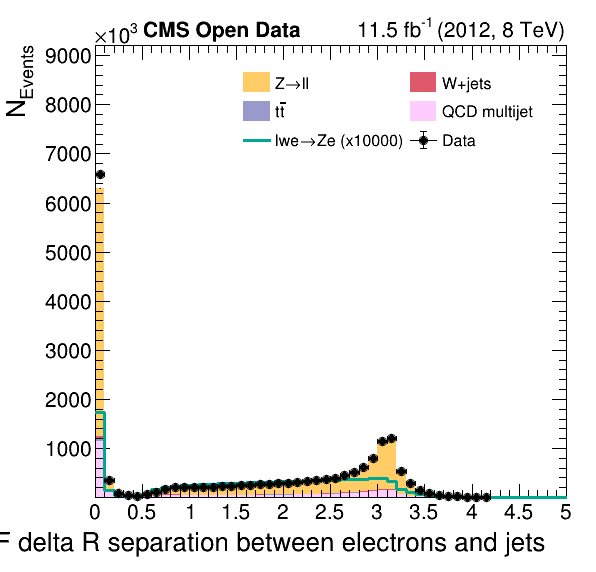 ×10³ CMS Open Data 11.5 fb⁻¹ (2012, 8 TeV)
N_Events
9000
8000
7000
6000
5000
4000
3000
2000
1000
Z→ll W+jets
tt̄ QCD multijet
lwe→Ze (x10000) Data
0 0.5 1 1.5 2 2.5 3 3.5 4 4.5 5
F delta R separation between electrons and jets